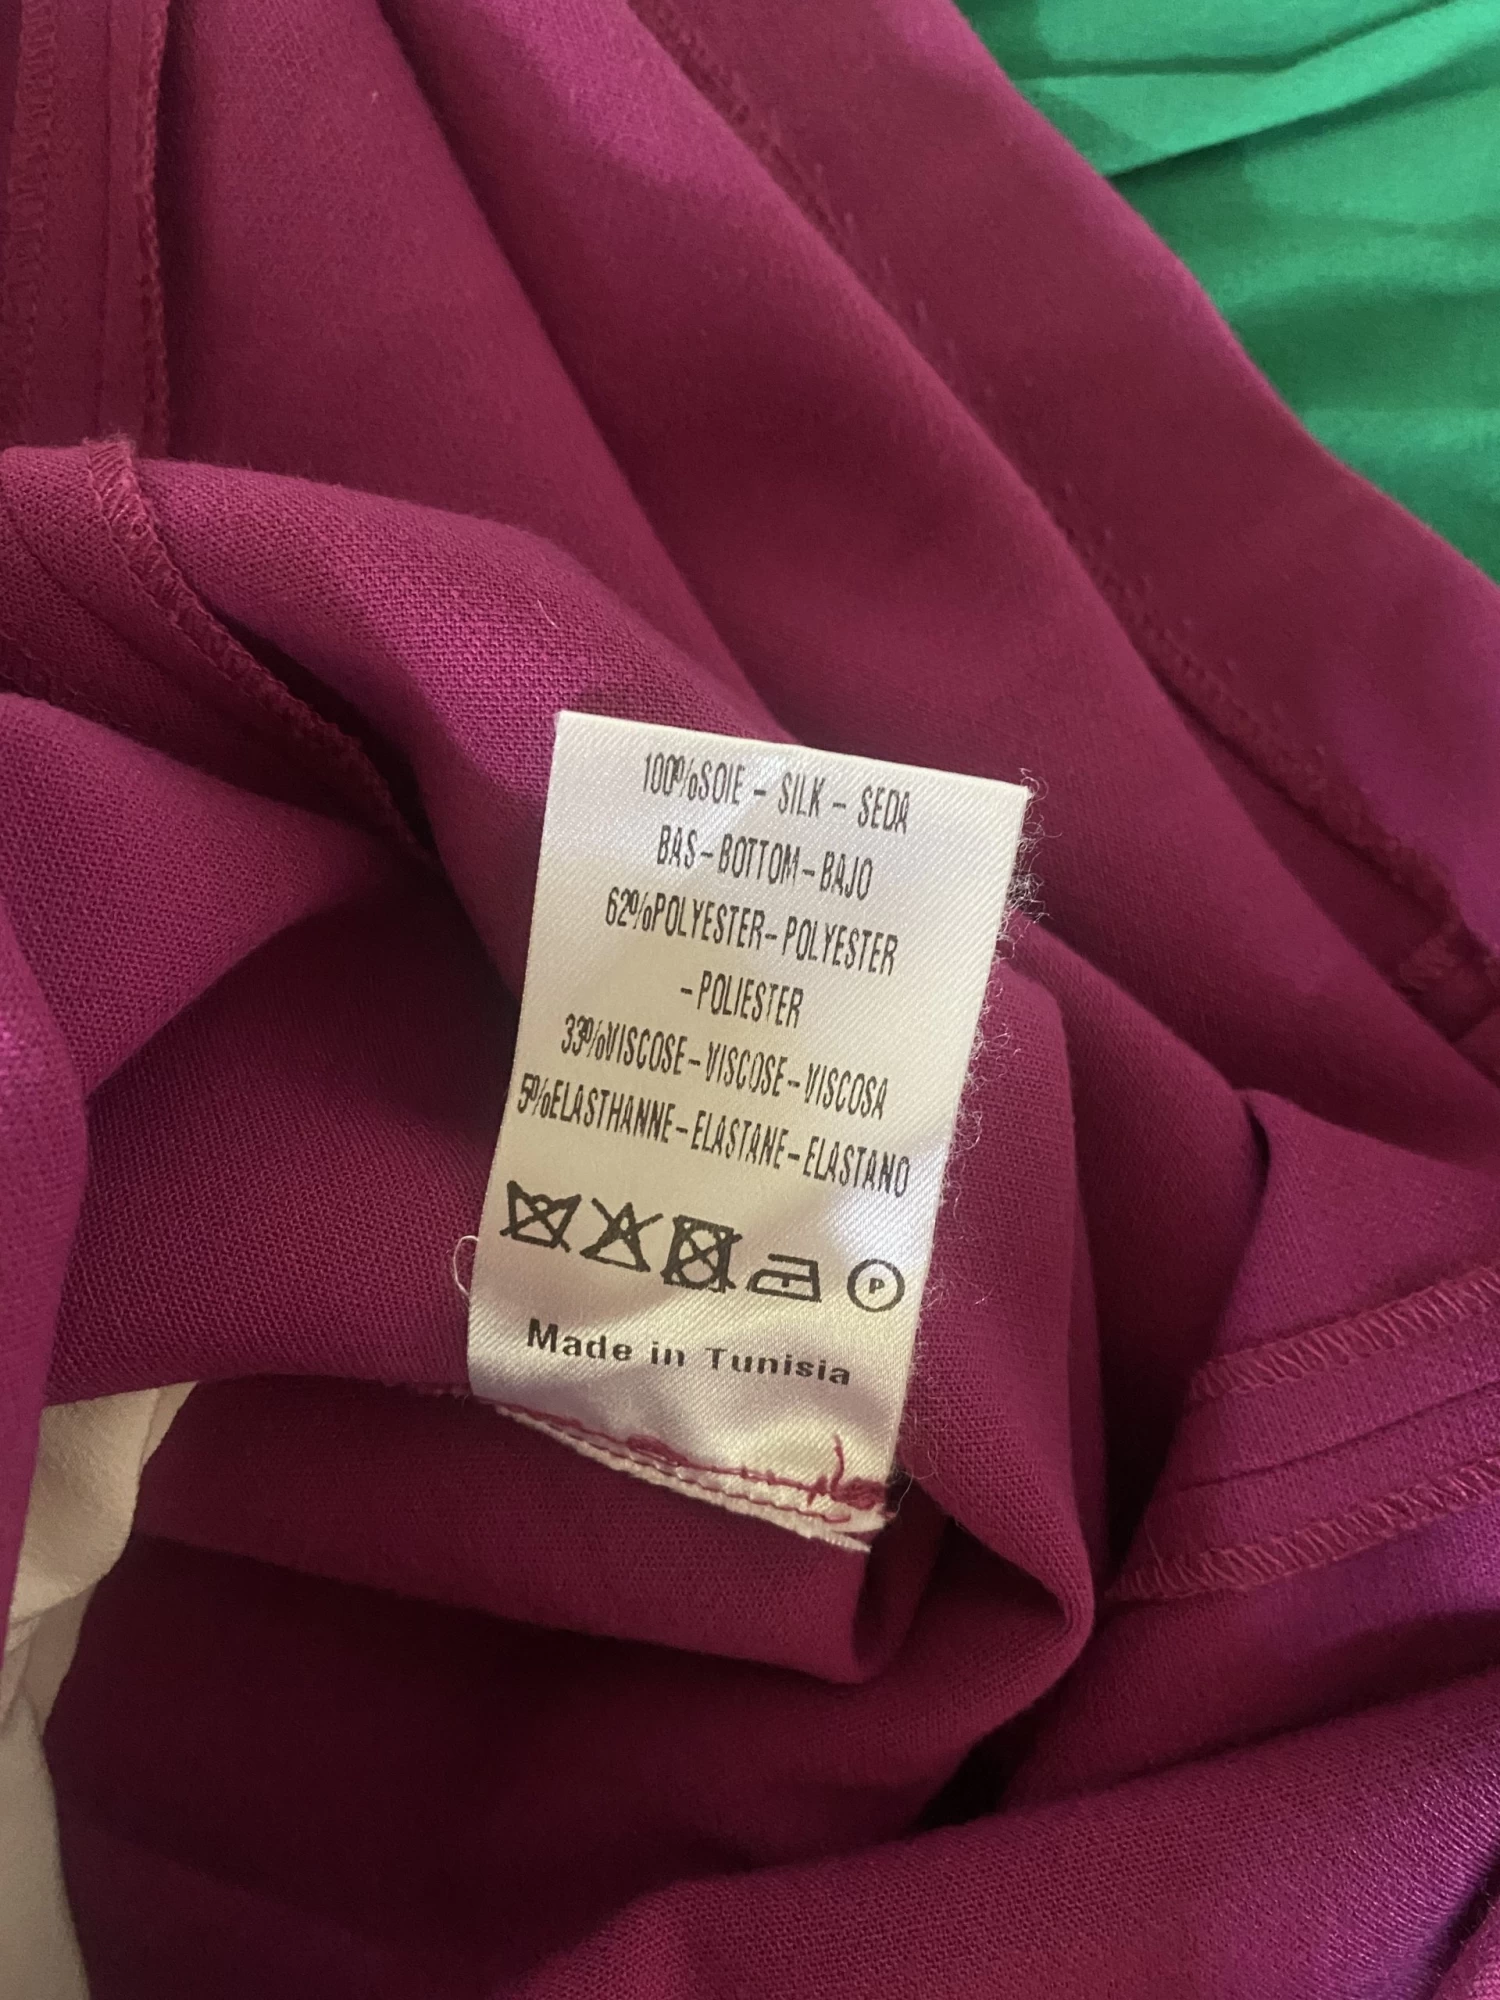 100%SOIE - SILK - SEDA
BAS-BOTTOM-BAJO
62%POLYESTER-POLYESTER
-POLIESTER
33%VISCOSE-VISCOSE-VISCOSA
5%ELASTHANNE-ELASTANE-ELASTANO
P
Made in Tunisia